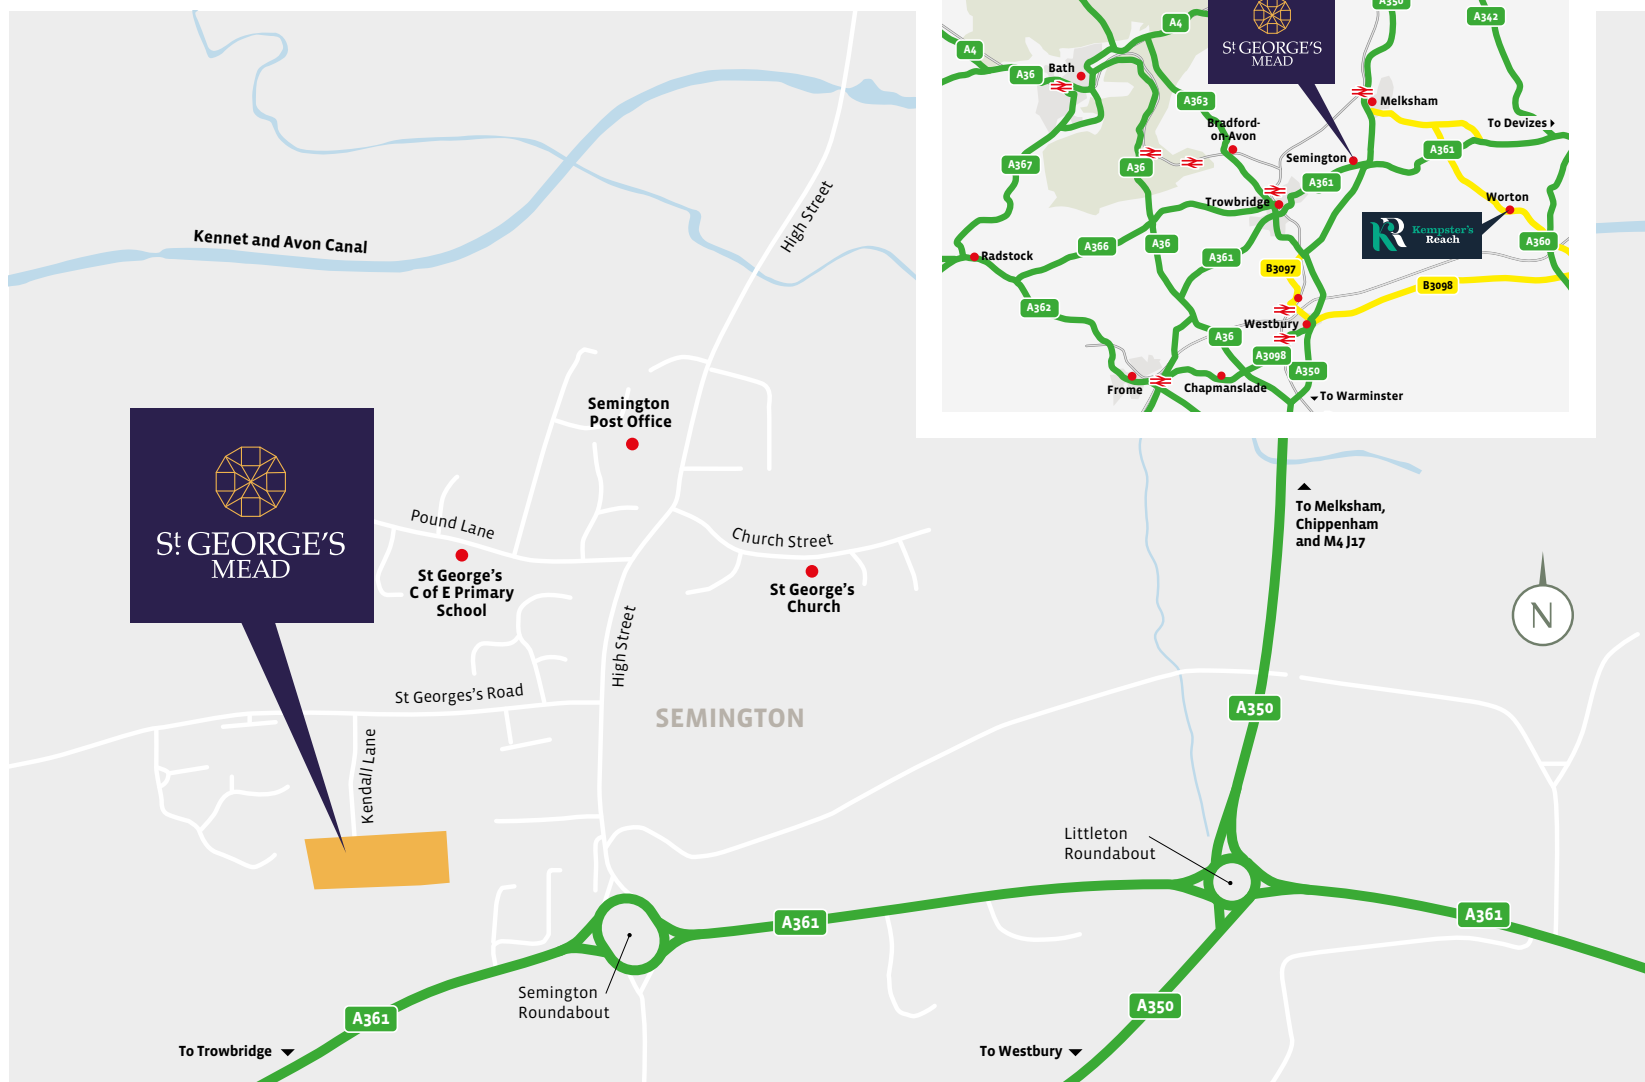 Kennet and Avon Canal
High Street
Semington
Post Office
St. GEORGE'S
MEAD
Pound Lane
St George's
C of E Primary
School
Church Street
St George's
Church
High Street
St Georges's Road
SEMINGTON
Kendall Lane
A361
Semington
Roundabout
A361
To Trowbridge
Littleton
Roundabout
A350
A361
A350
To Westbury
To Melksham,
Chippenham
and M4 J17
N
A4
A350
A342
A4
St. GEORGE'S
MEAD
A36
Bath
A363
Melksham
Bradford-
on-Avon
To Devizes
A367
A36
Semington
A361
A361
Trowbridge
Worton
Kempster's
Reach
KR
A366
A36
A360
Radstock
A361
B3097
B3098
A362
Westbury
A36
A3098
A350
Frome
Chapmanslade
To Warminster